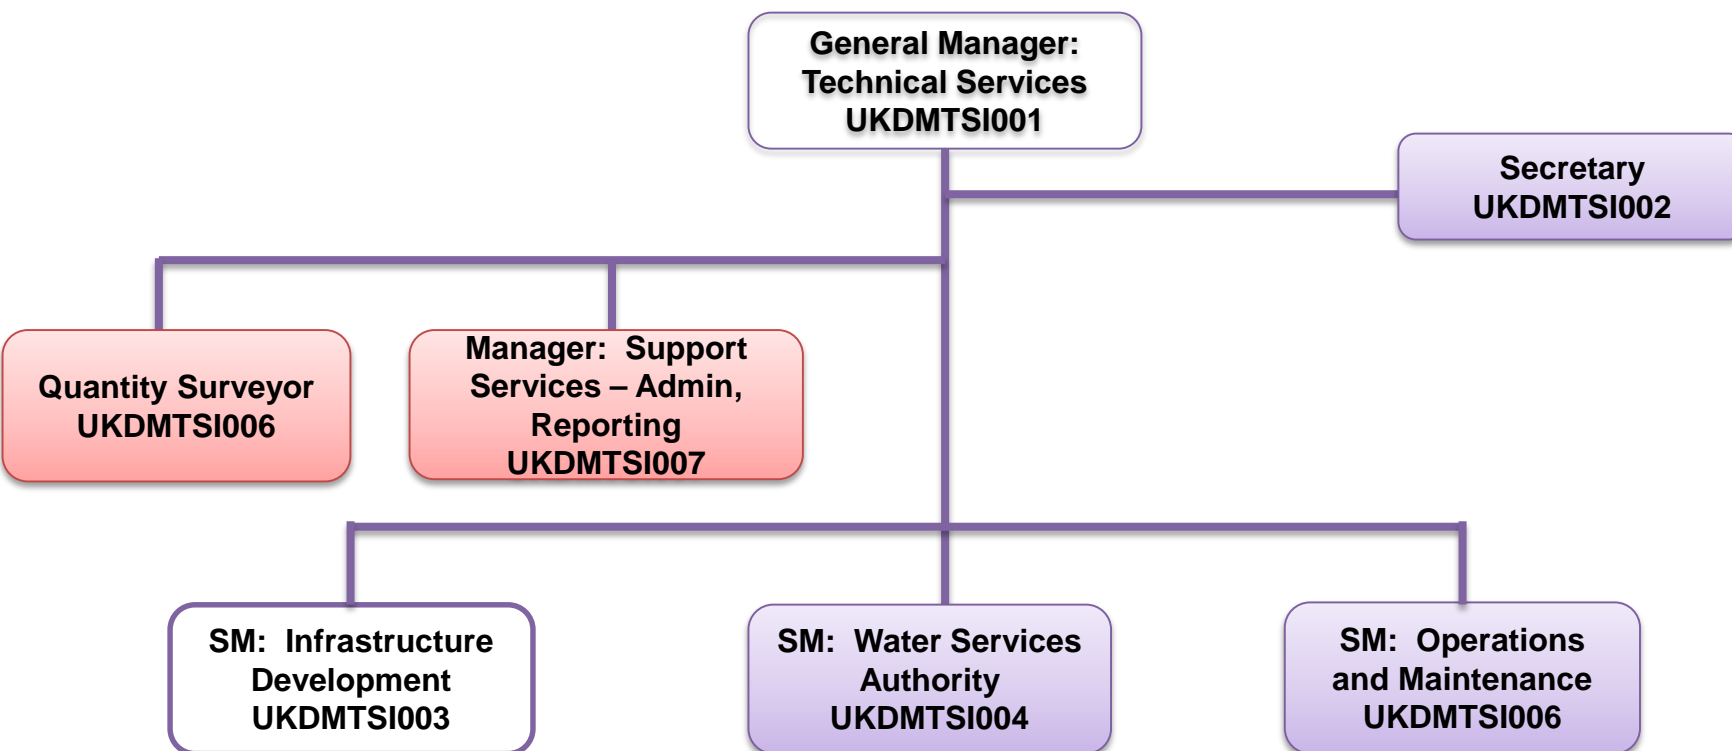 General Manager:
Technical Services
UKDMTSI001
Secretary
UKDMTSI002
Quantity Surveyor
UKDMTSI006
Manager:  Support
Services – Admin,
Reporting
UKDMTSI007
SM:  Infrastructure
Development
UKDMTSI003
SM:  Water Services
Authority
UKDMTSI004
SM:  Operations
and Maintenance
UKDMTSI006